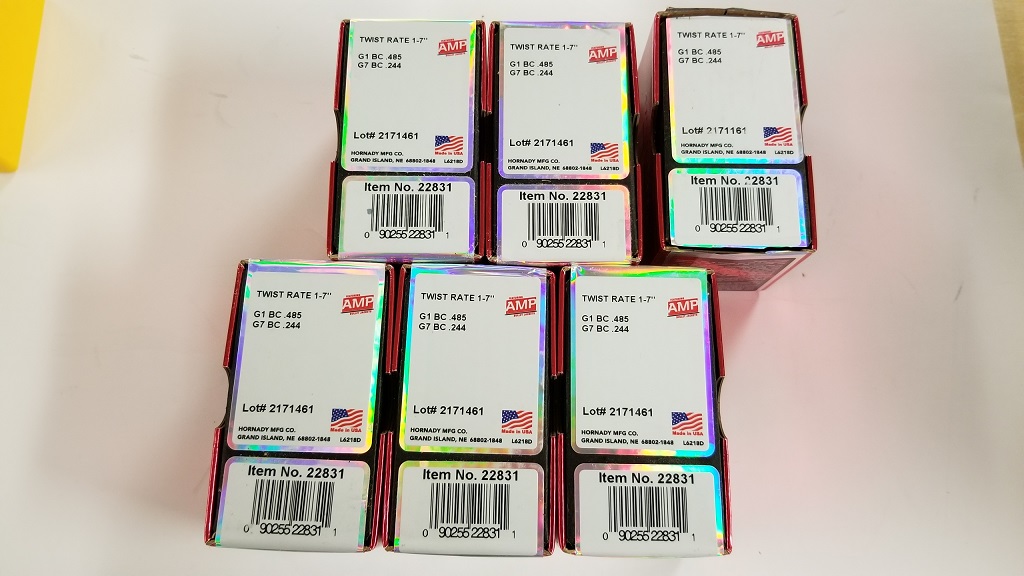 TWIST RATE 1-7"
AMP
G1 BC .485
G7 BC .244
Lot# 2171461
Made in USA
HORNADY MFG CO.
GRAND ISLAND, NE 68802-1848 L6218D
Item No. 22831
0 90255 22831 1
TWIST RATE 1-7"
AMP
G1 BC .485
G7 BC .244
Lot# 2171461
Made in USA
HORNADY MFG CO.
GRAND ISLAND, NE 68802-1848 L6218D
Item No. 22831
0 90255 22831 1
TWIST RATE 1-7"
AMP
G1 BC .485
G7 BC .244
Lot# 2171161
Made in USA
HORNADY MFG CO.
GRAND ISLAND, NE 68802-1848 L6218D
Item No. 22831
0 90255 22831 1
TWIST RATE 1-7"
AMP
G1 BC .485
G7 BC .244
Lot# 2171461
Made in USA
HORNADY MFG CO.
GRAND ISLAND, NE 68802-1848 L6218D
Item No. 22831
0 90255 22831 1
TWIST RATE 1-7"
AMP
G1 BC .485
G7 BC .244
Lot# 2171461
Made in USA
HORNADY MFG CO.
GRAND ISLAND, NE 68802-1848 L6218D
Item No. 22831
0 90255 22831 1
TWIST RATE 1-7"
AMP
G1 BC .485
G7 BC .244
Lot# 2171461
Made in USA
HORNADY MFG CO.
GRAND ISLAND, NE 68802-1848 L6218D
Item No. 22831
0 90255 22831 1